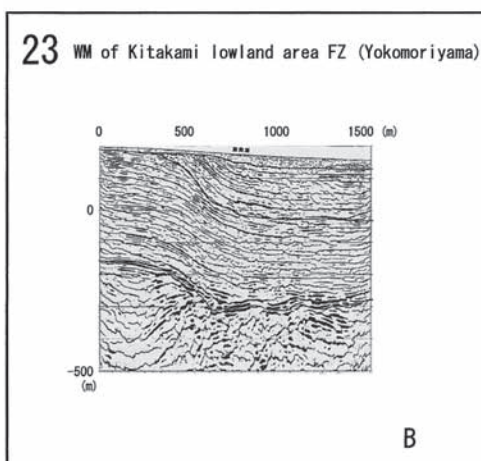 23 WM of Kitakami lowland area FZ (Yokomoriyama)
0 500 1000 1500 (m)
0
-500
(m)
B